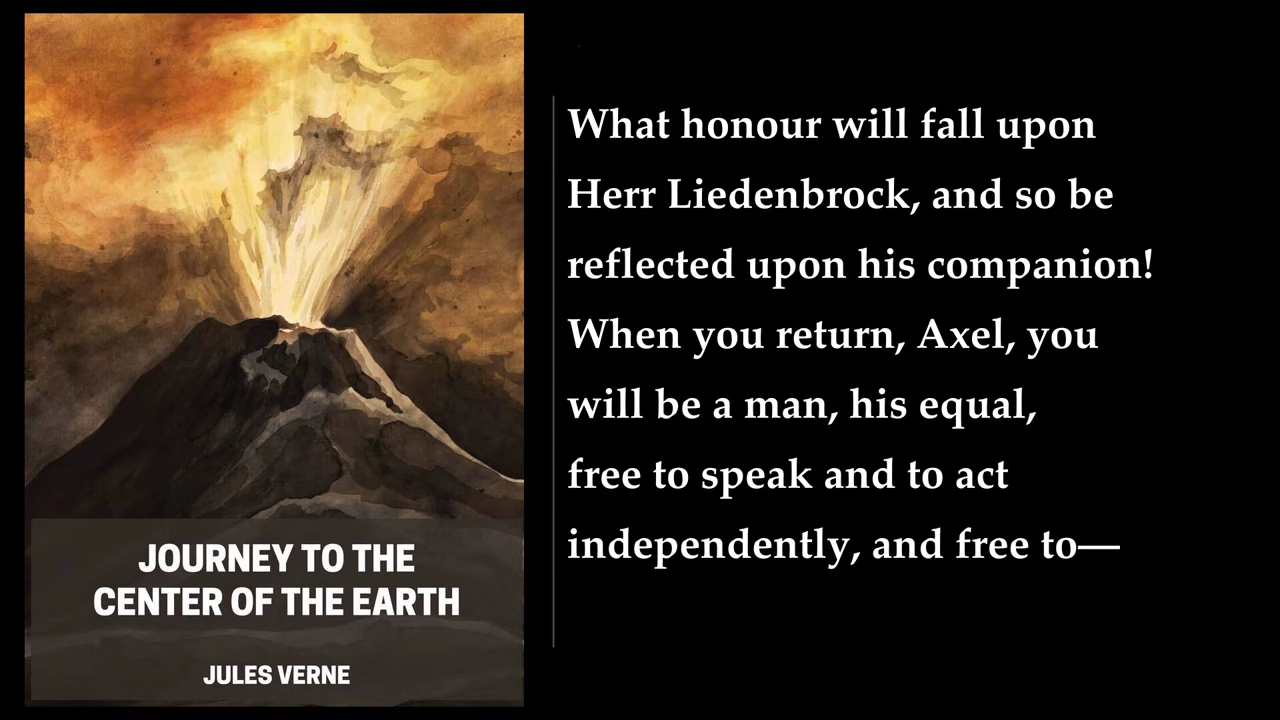 JOURNEY TO THE
CENTER OF THE EARTH
JULES VERNE
What honour will fall upon
Herr Liedenbrock, and so be
reflected upon his companion!
When you return, Axel, you
will be a man, his equal,
free to speak and to act
independently, and free to—